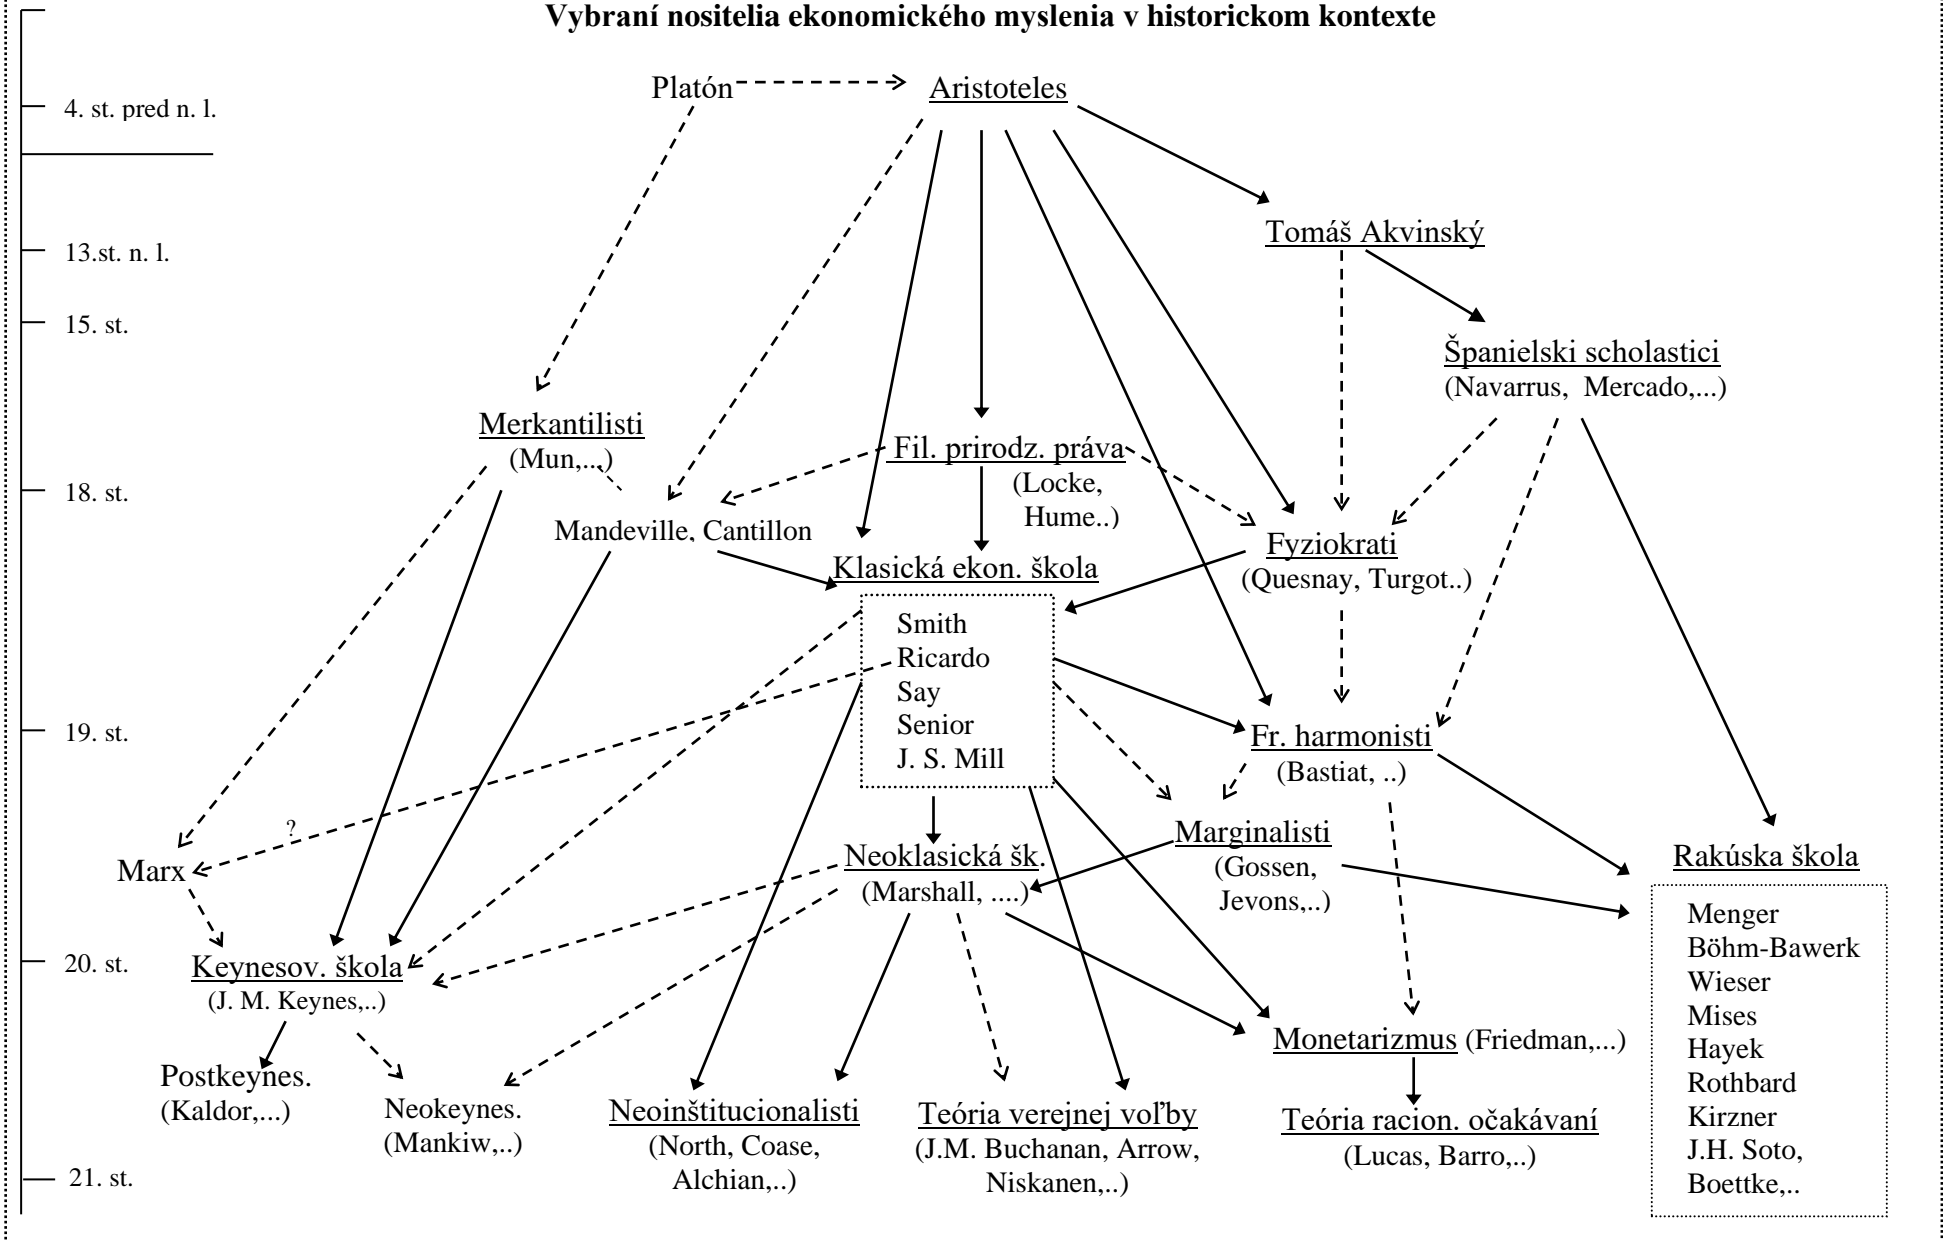 Vybraní nositelia ekonomického myslenia v historickom kontexte
Platón
Aristoteles
4. st. pred n. l.
Tomáš Akvinský
13.st. n. l.
15. st.
Španielski scholastici
(Navarrus, Mercado,...)
Merkantilisti
(Mun,...)
Fil. prirodz. práva
(Locke,
Hume..)
18. st.
Mandeville, Cantillon
Fyziokrati
(Quesnay, Turgot..)
Klasická ekon. škola
Smith
Ricardo
Say
Senior
J. S. Mill
19. st.
Fr. harmonisti
(Bastiat, ..)
?
Marginalisti
(Gossen,
Jevons,..)
Marx
Neoklasická šk.
(Marshall, ....)
Rakúska škola
Menger
Böhm-Bawerk
Wieser
Mises
Hayek
Rothbard
Kirzner
J.H. Soto,
Boettke,..
20. st.
Keynesov. škola
(J. M. Keynes,..)
Monetarizmus (Friedman,...)
Postkeynes.
(Kaldor,...)
Neokeynes.
(Mankiw,..)
Neoinštitucionalisti
(North, Coase,
Alchian,..)
Teória verejnej voľby
(J.M. Buchanan, Arrow,
Niskanen,..)
Teória racion. očakávaní
(Lucas, Barro,..)
21. st.